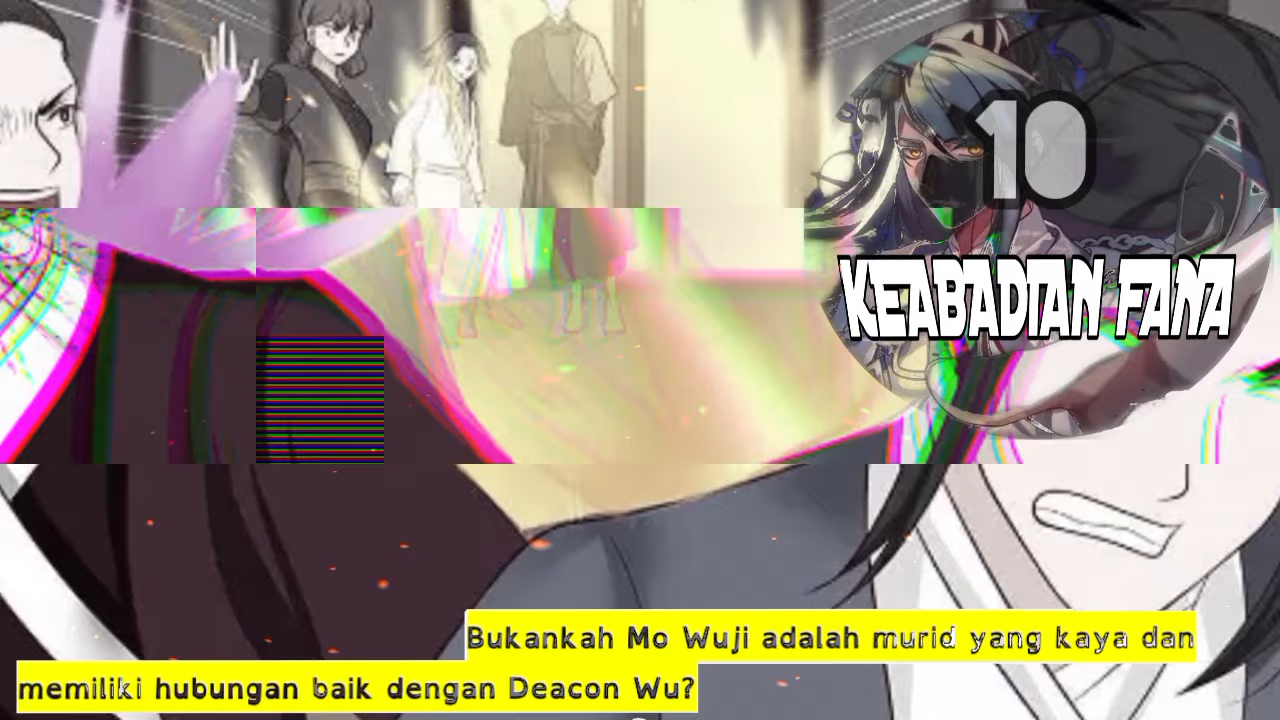 10
KEABADIAN FANA
Bukankah Mo Wuji adalah murid yang kaya dan
memiliki hubungan baik dengan Deacon Wu?